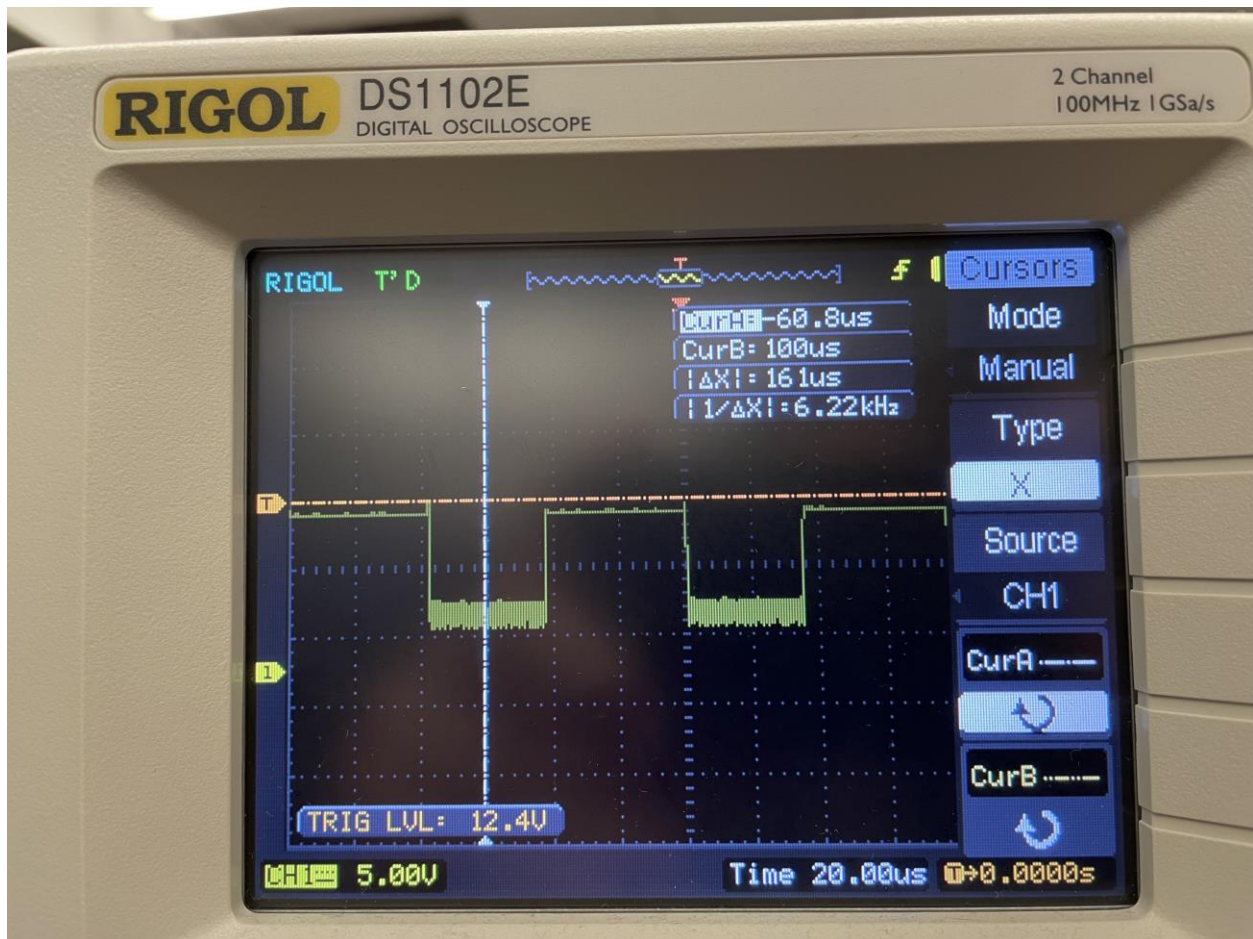 RIGOL
DS1102E
DIGITAL OSCILLOSCOPE
2 Channel
100MHz 1GSa/s
RIGOL T'D
T
Cursors
CurA:-60.8us
CurB: 100us
|ΔX|: 161us
|1/ΔX|:6.22kHz
Mode
Manual
Type
X
Source
CH1
CurA
CurB
T
1
TRIG LVL: 12.4V
CH1 5.00V
Time 20.00us T→0.0000s